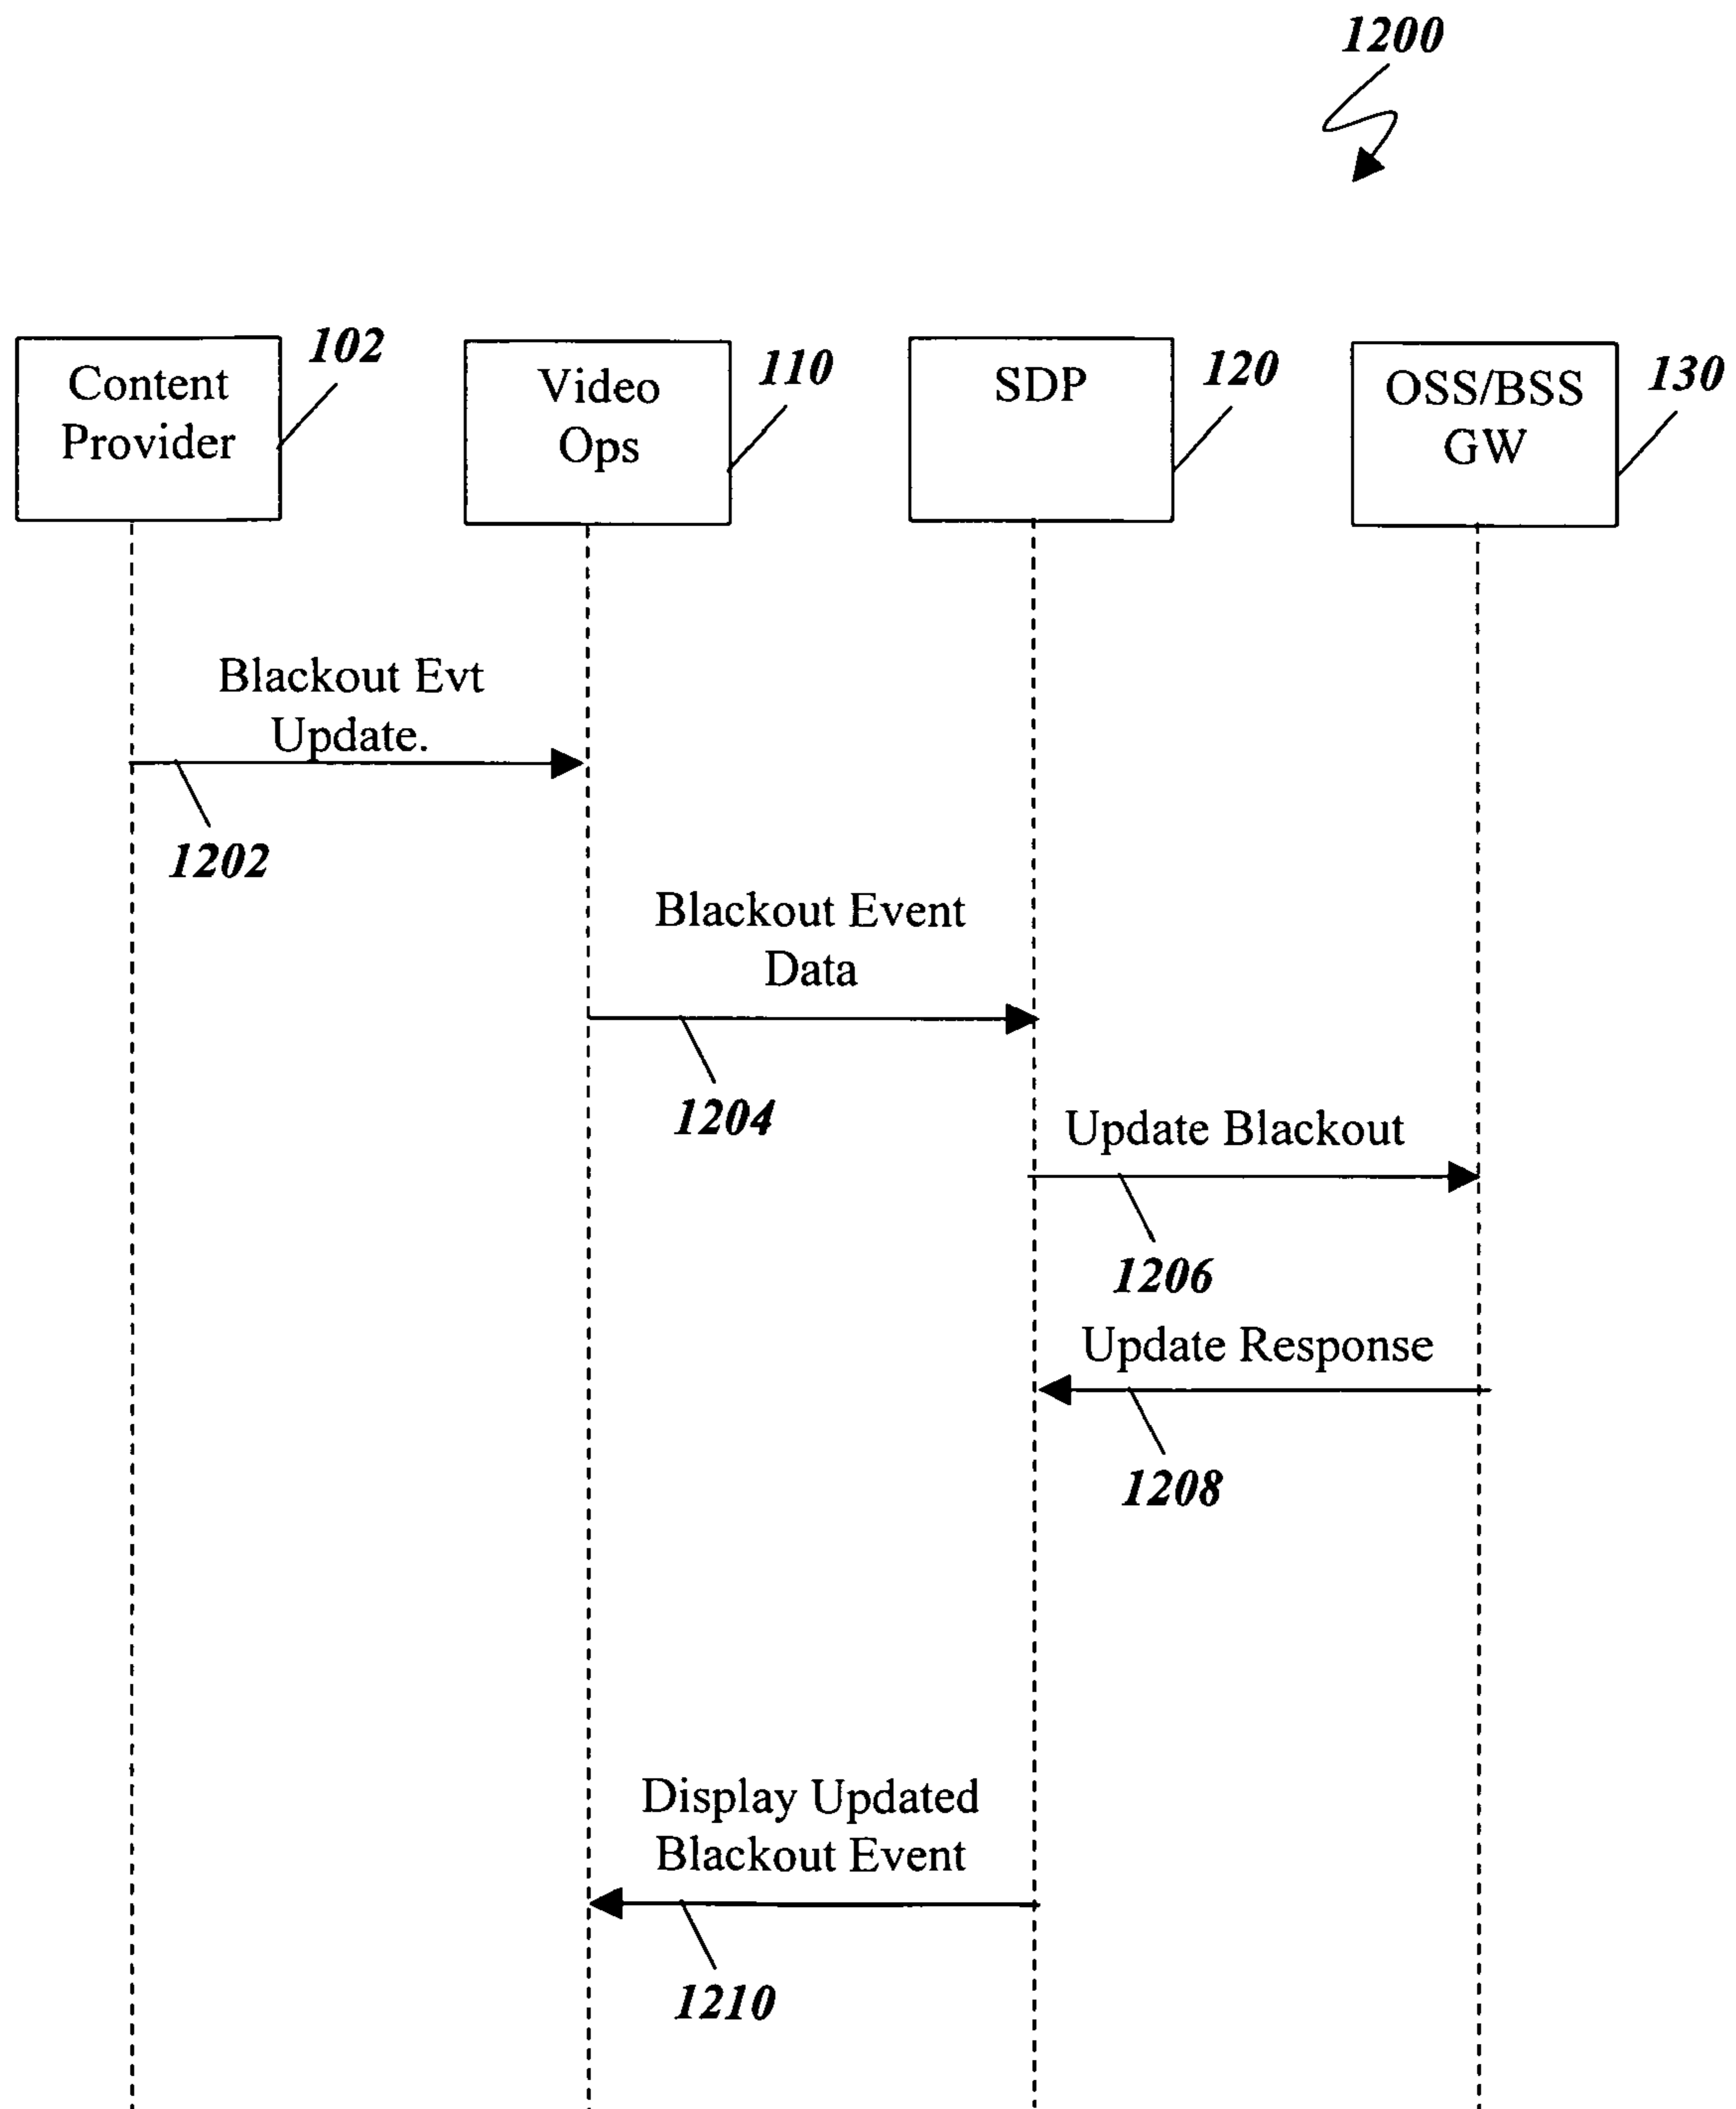 1200
Content
Provider
102
Video
Ops
110
SDP
120
OSS/BSS
GW
130
Blackout Evt
Update.
1202
Blackout Event
Data
1204
Update Blackout
1206
Update Response
1208
Display Updated
Blackout Event
1210